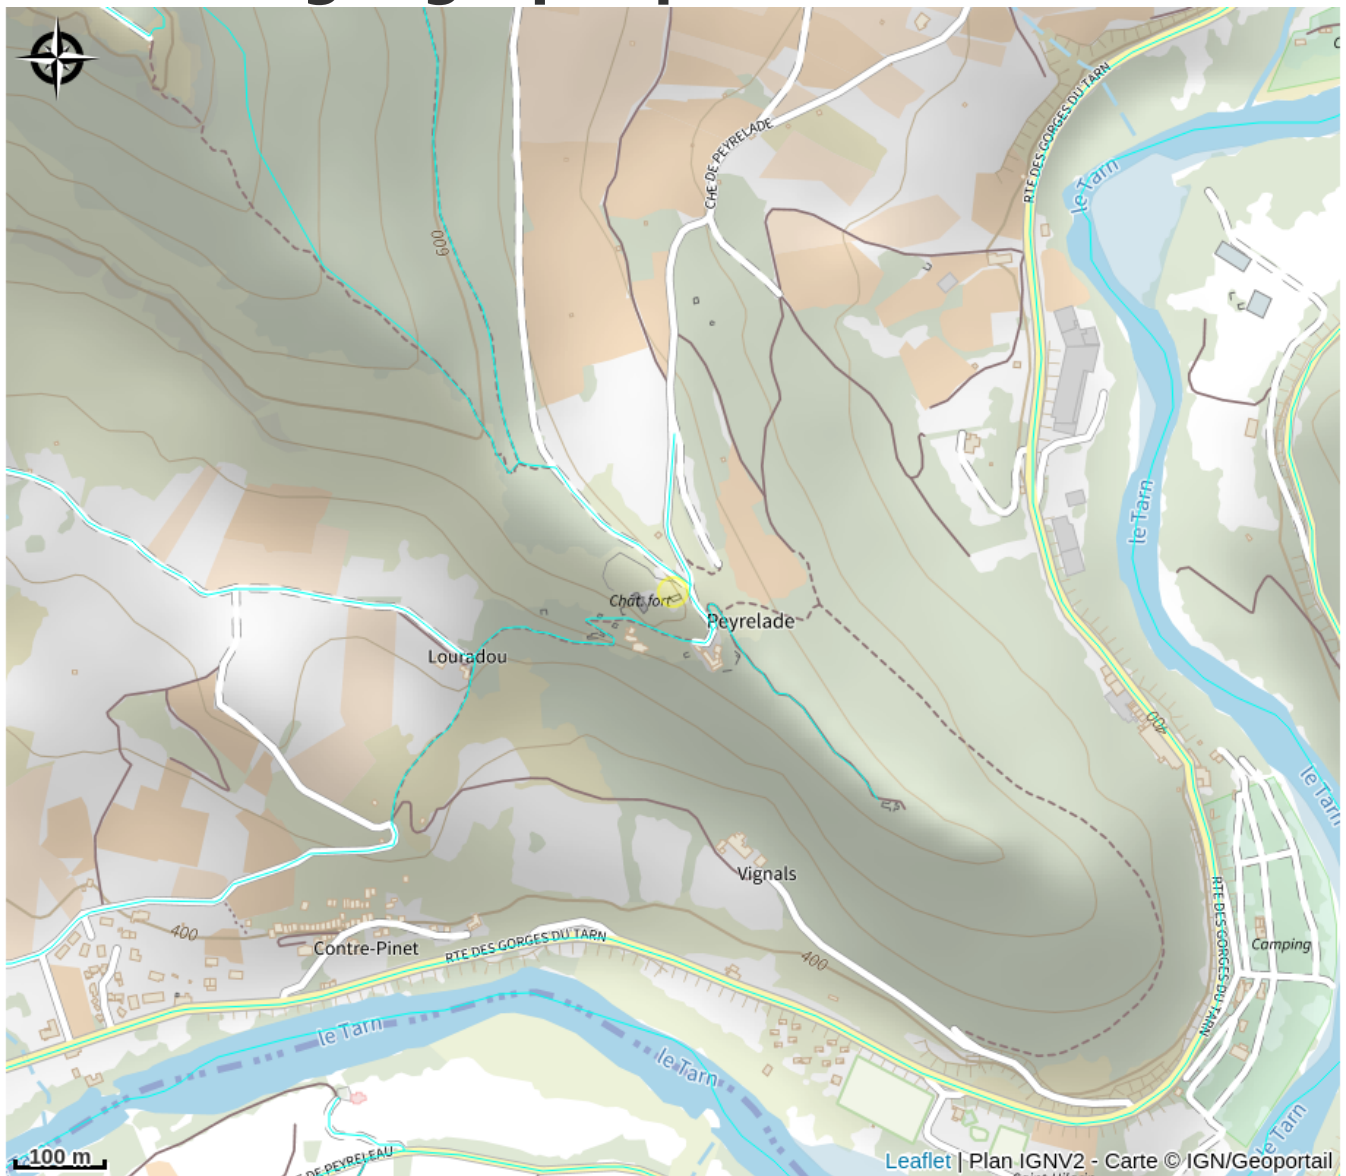 le Tarn
RTE DES GORGES DU TARN
CHE DE PEYRELADE
600
le Tarn
Chât. fort
Peyrelade
Louradou
400
le Tarn
Vignals
RTE DES GORGES DU TARN
400
Contre-Pinet
RTE DES GORGES DU TARN
Camping
400
le Tarn
le Tarn
le Tarn
100 m
DE PEYRELEAU
Leaflet | Plan IGNV2 - Carte © IGN/Geoportail